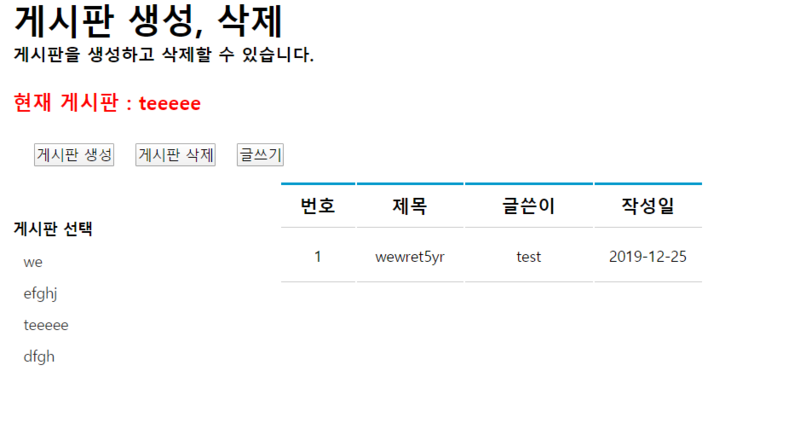 게시판 생성, 삭제
게시판을 생성하고 삭제할 수 있습니다.
현재 게시판 : teeeee
게시판 생성 게시판 삭제 글쓰기
번호 제목 글쓴이 작성일
1 wewret5yr test 2019-12-25
게시판 선택
we
efghj
teeeee
dfgh